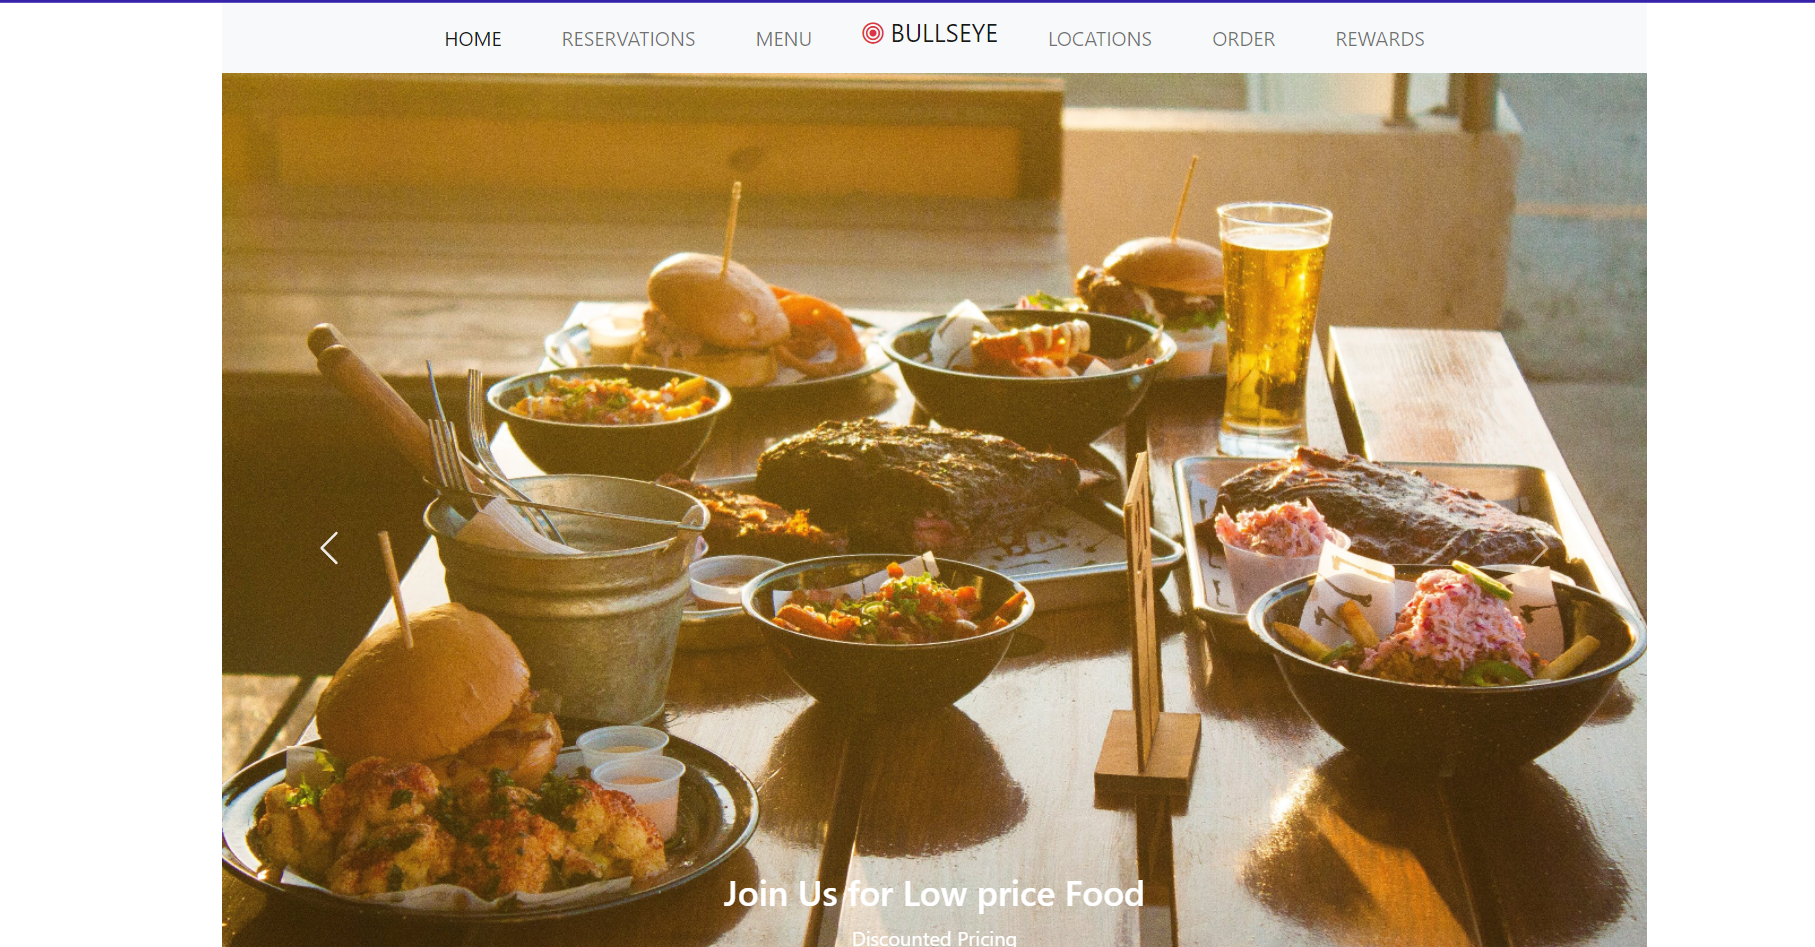 HOME RESERVATIONS MENU BULLSEYE LOCATIONS ORDER REWARDS
Join Us for Low price Food
Discounted Pricing